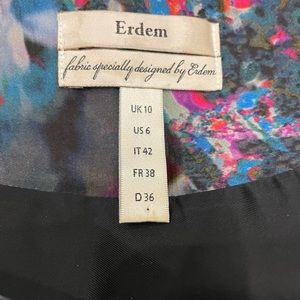 Erdem
fabric specially designed by Erdem
UK 10
US 6
IT 42
FR 38
D 36